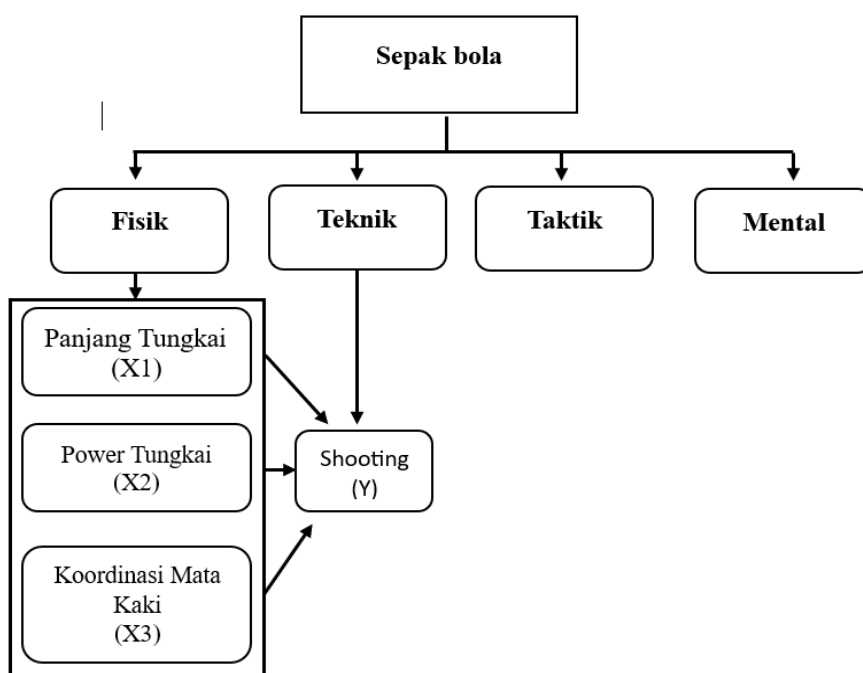 Sepak bola
Fisik
Teknik
Taktik
Mental
Panjang Tungkai
(X1)
Power Tungkai
(X2)
Shooting
(Y)
Koordinasi Mata
Kaki
(X3)